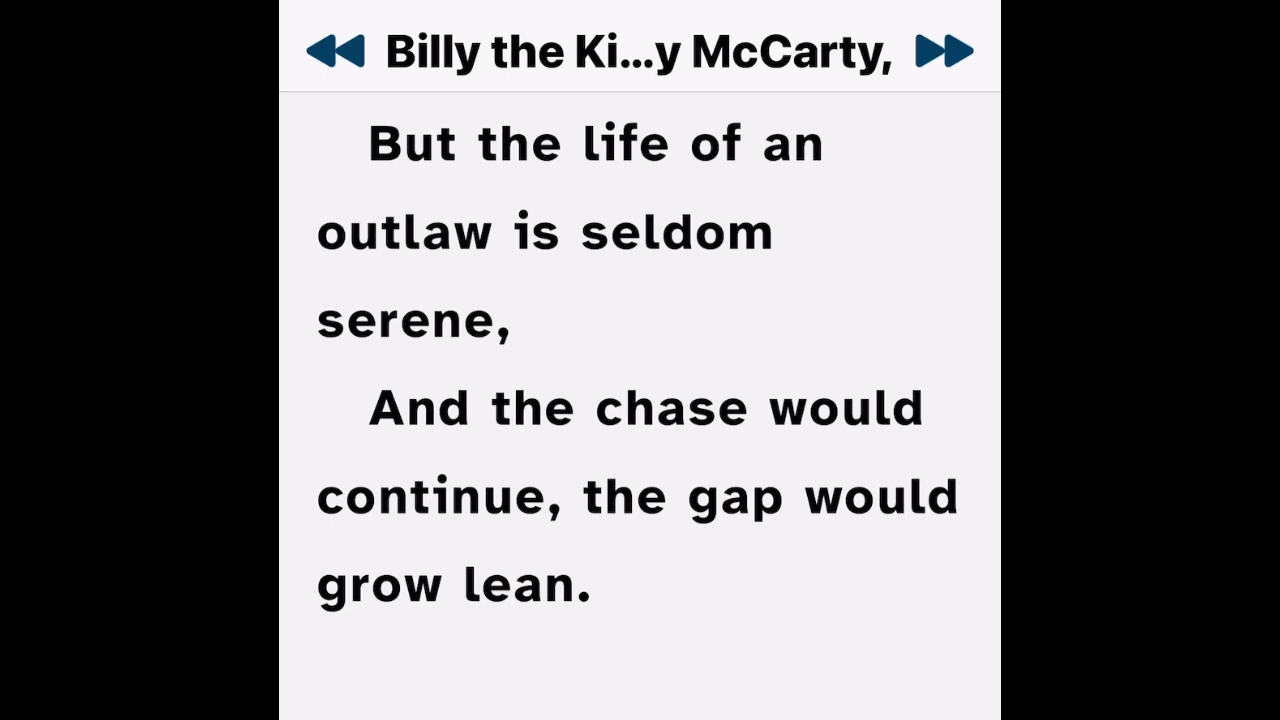 Billy the Ki...y McCarty,
But the life of an
outlaw is seldom
serene,
And the chase would
continue, the gap would
grow lean.